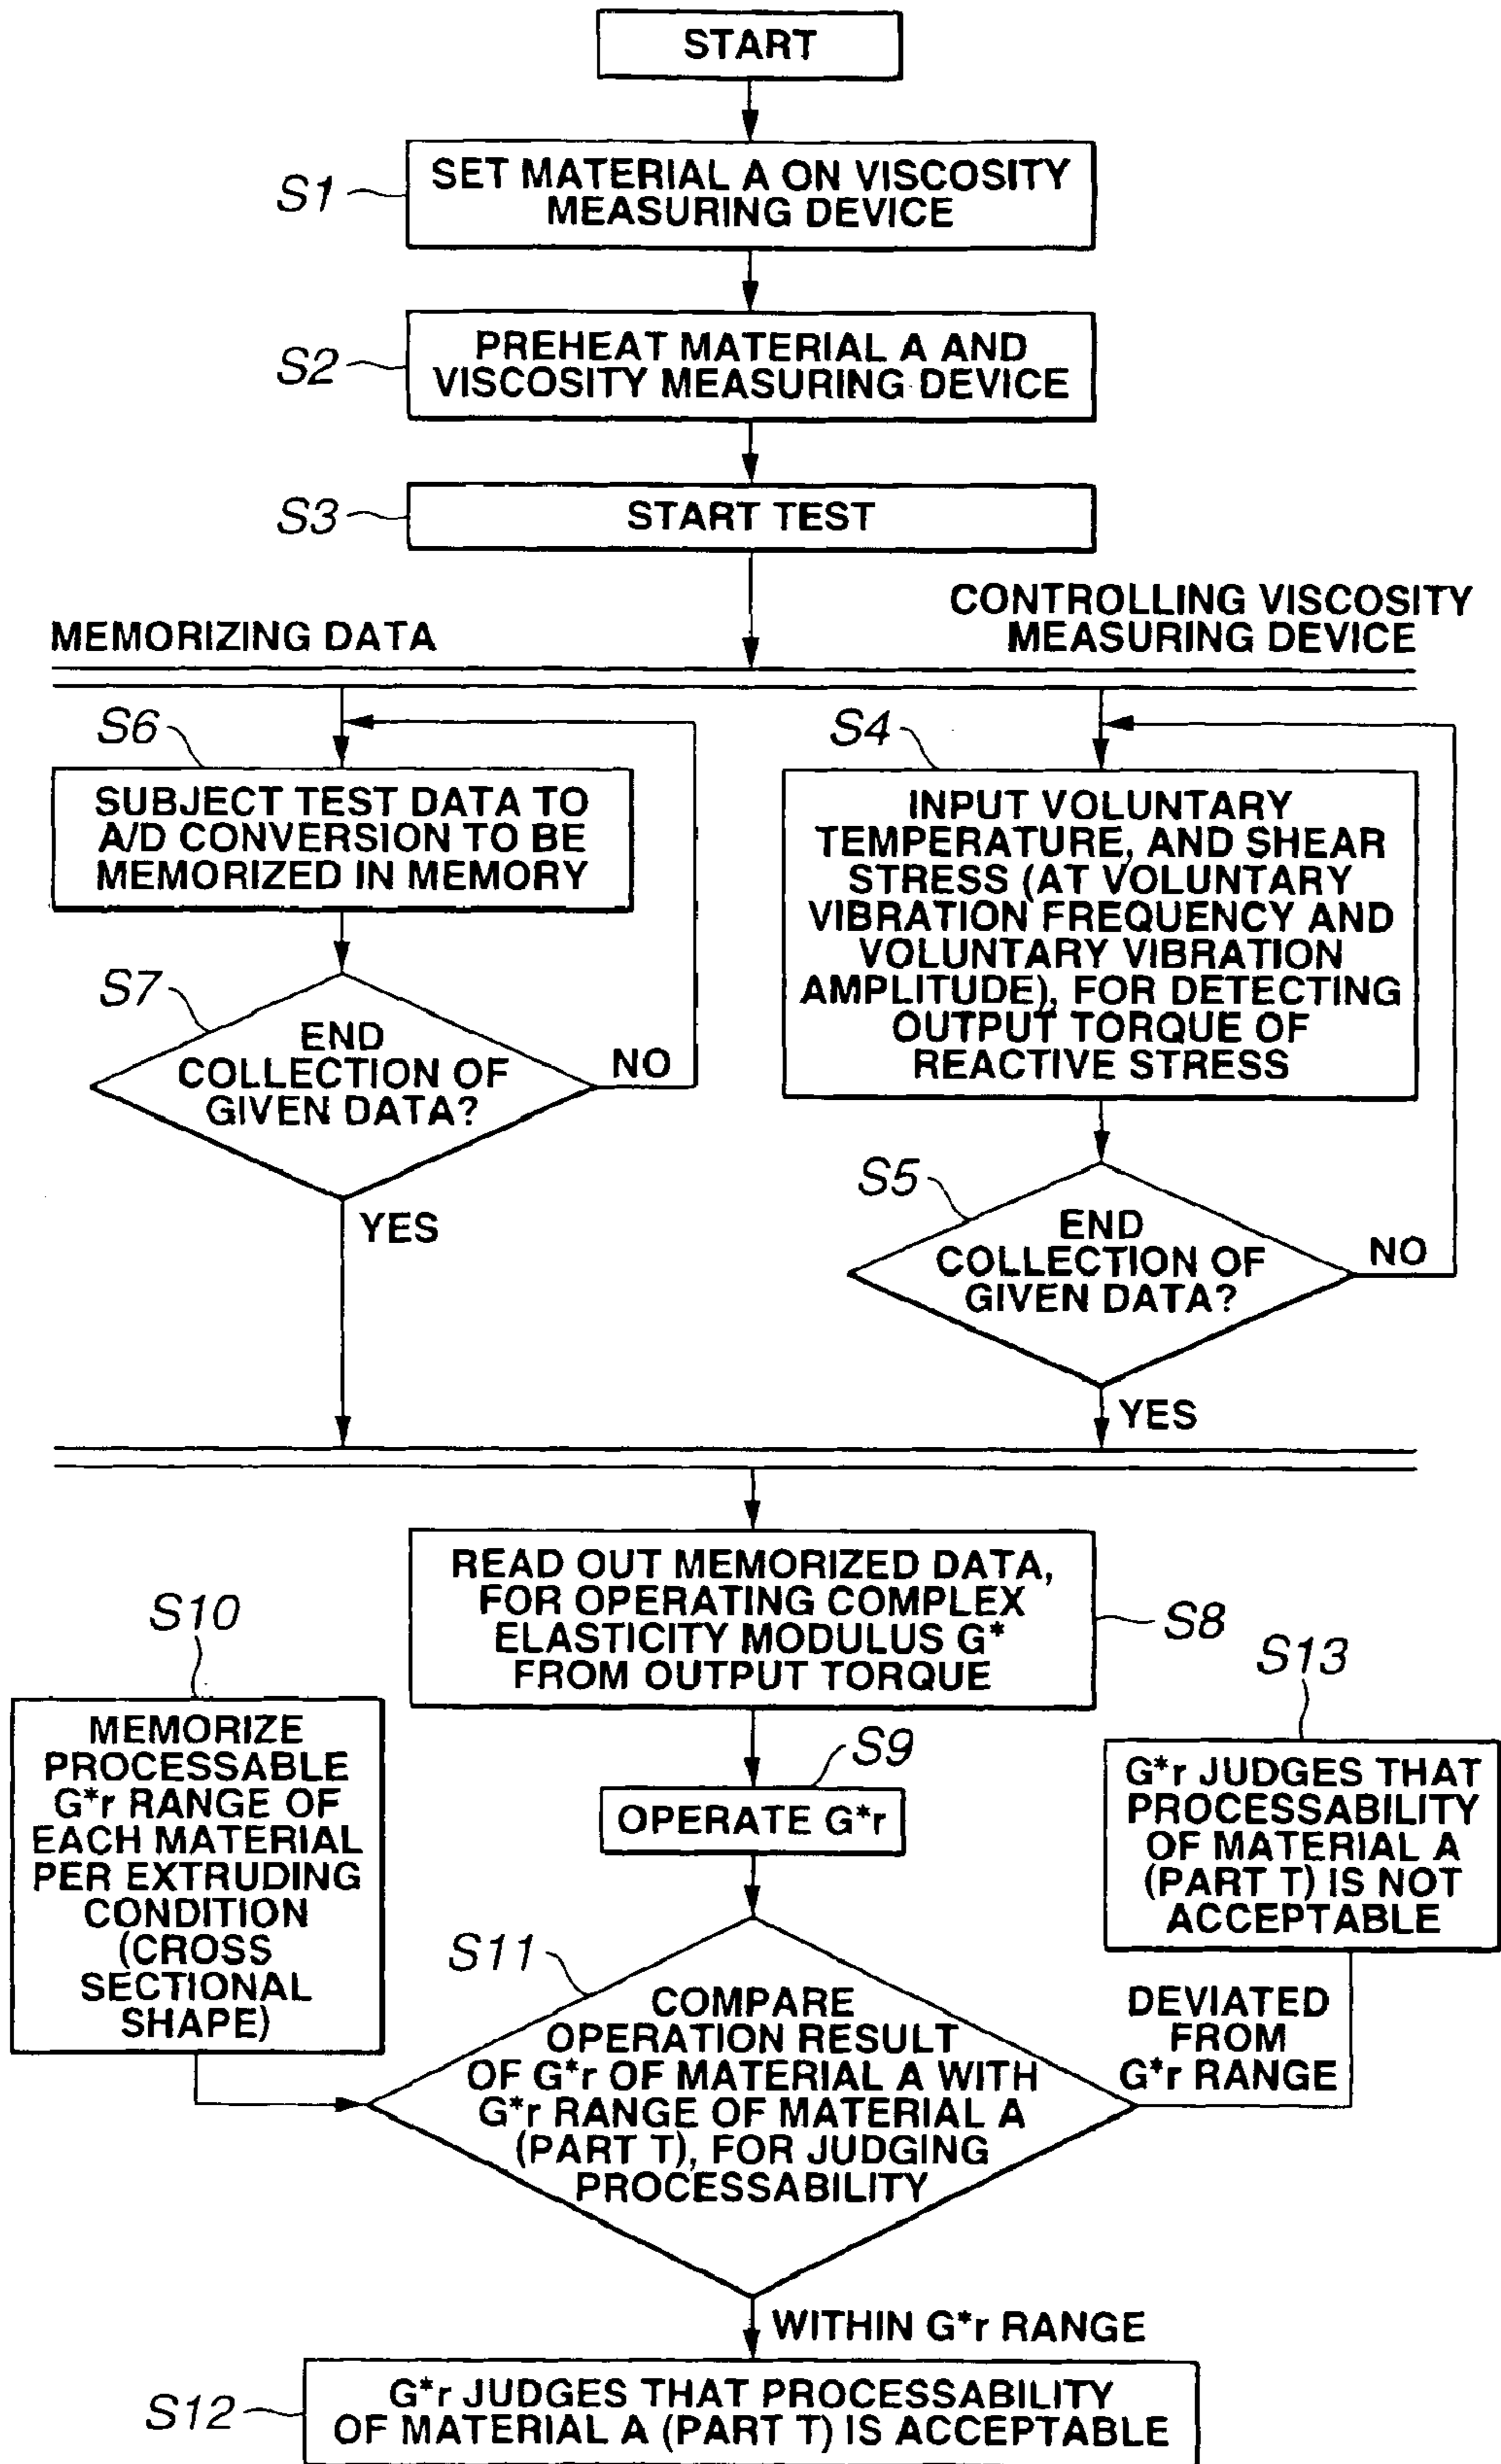 START
S1
SET MATERIAL A ON VISCOSITY
MEASURING DEVICE
S2
PREHEAT MATERIAL A AND
VISCOSITY MEASURING DEVICE
S3
START TEST
MEMORIZING DATA
CONTROLLING VISCOSITY
MEASURING DEVICE
S6
SUBJECT TEST DATA TO
A/D CONVERSION TO BE
MEMORIZED IN MEMORY
S7
END
COLLECTION OF
GIVEN DATA?
NO
YES
S4
INPUT VOLUNTARY
TEMPERATURE, AND SHEAR
STRESS (AT VOLUNTARY
VIBRATION FREQUENCY AND
VOLUNTARY VIBRATION
AMPLITUDE), FOR DETECTING
OUTPUT TORQUE OF
REACTIVE STRESS
S5
END
COLLECTION OF
GIVEN DATA?
NO
YES
READ OUT MEMORIZED DATA,
FOR OPERATING COMPLEX
ELASTICITY MODULUS G*
FROM OUTPUT TORQUE
S8
S10
MEMORIZE
PROCESSABLE
G*r RANGE OF
EACH MATERIAL
PER EXTRUDING
CONDITION
(CROSS
SECTIONAL
SHAPE)
S9
OPERATE G*r
S13
G*r JUDGES THAT
PROCESSABILITY
OF MATERIAL A
(PART T) IS NOT
ACCEPTABLE
S11
COMPARE
OPERATION RESULT
OF G*r OF MATERIAL A WITH
G*r RANGE OF MATERIAL A
(PART T), FOR JUDGING
PROCESSABILITY
DEVIATED
FROM
G*r RANGE
WITHIN G*r RANGE
S12
G*r JUDGES THAT PROCESSABILITY
OF MATERIAL A (PART T) IS ACCEPTABLE